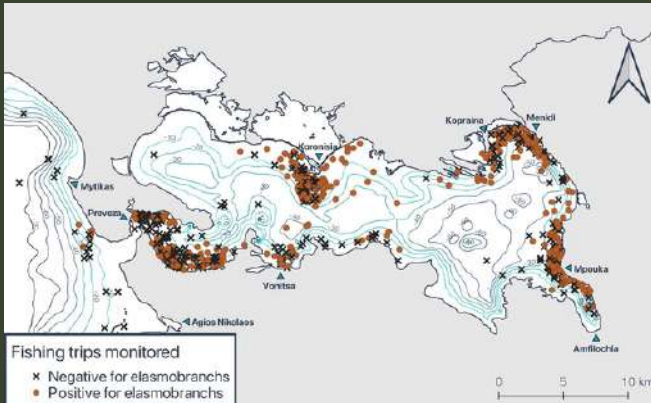 Kopraina
Menidi
Koronisia
Mytikas
Preveza
Mpouka
Vonitsa
Agios Nikolaos
Amfilochia
Fishing trips monitored
× Negative for elasmobranchs
Positive for elasmobranchs
0 5 10 km